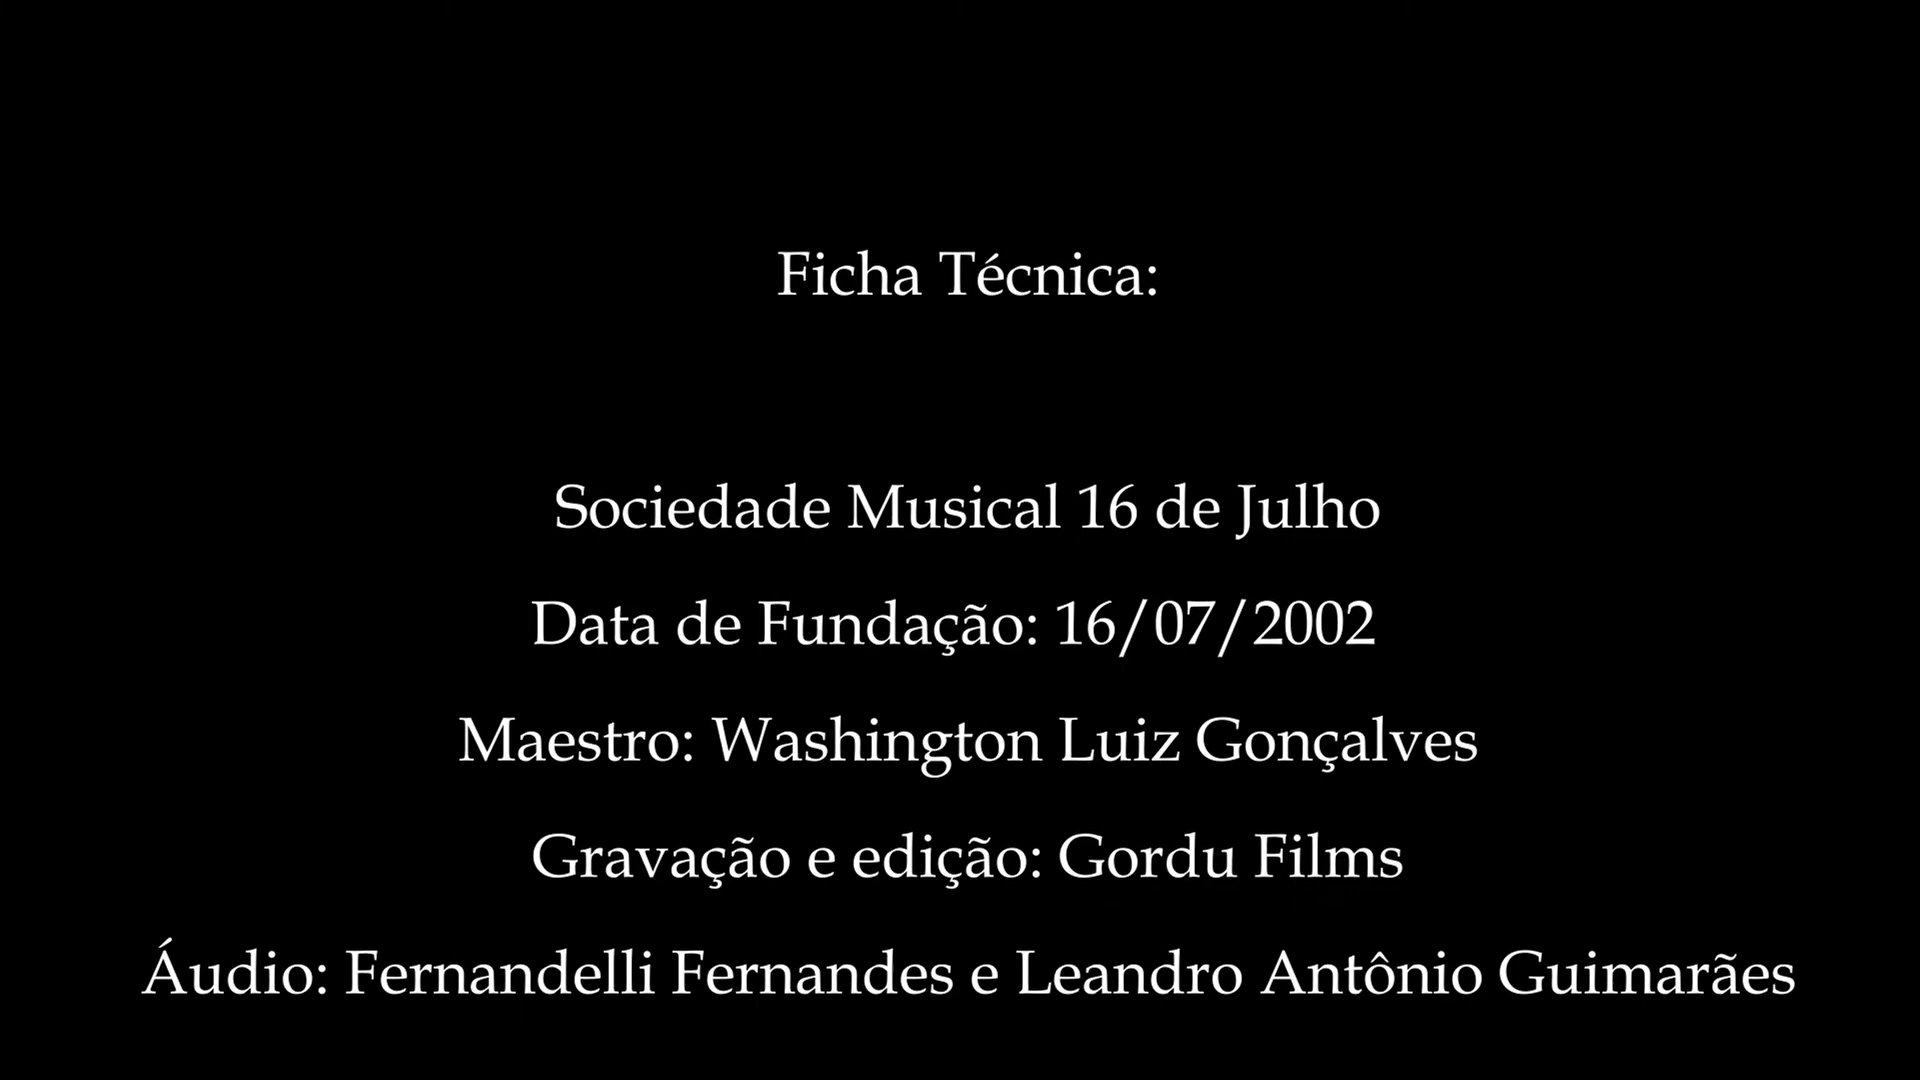 Ficha Técnica:
Sociedade Musical 16 de Julho
Data de Fundação: 16/07/2002
Maestro: Washington Luiz Gonçalves
Gravação e edição: Gordu Films
Áudio: Fernandelli Fernandes e Leandro Antônio Guimarães